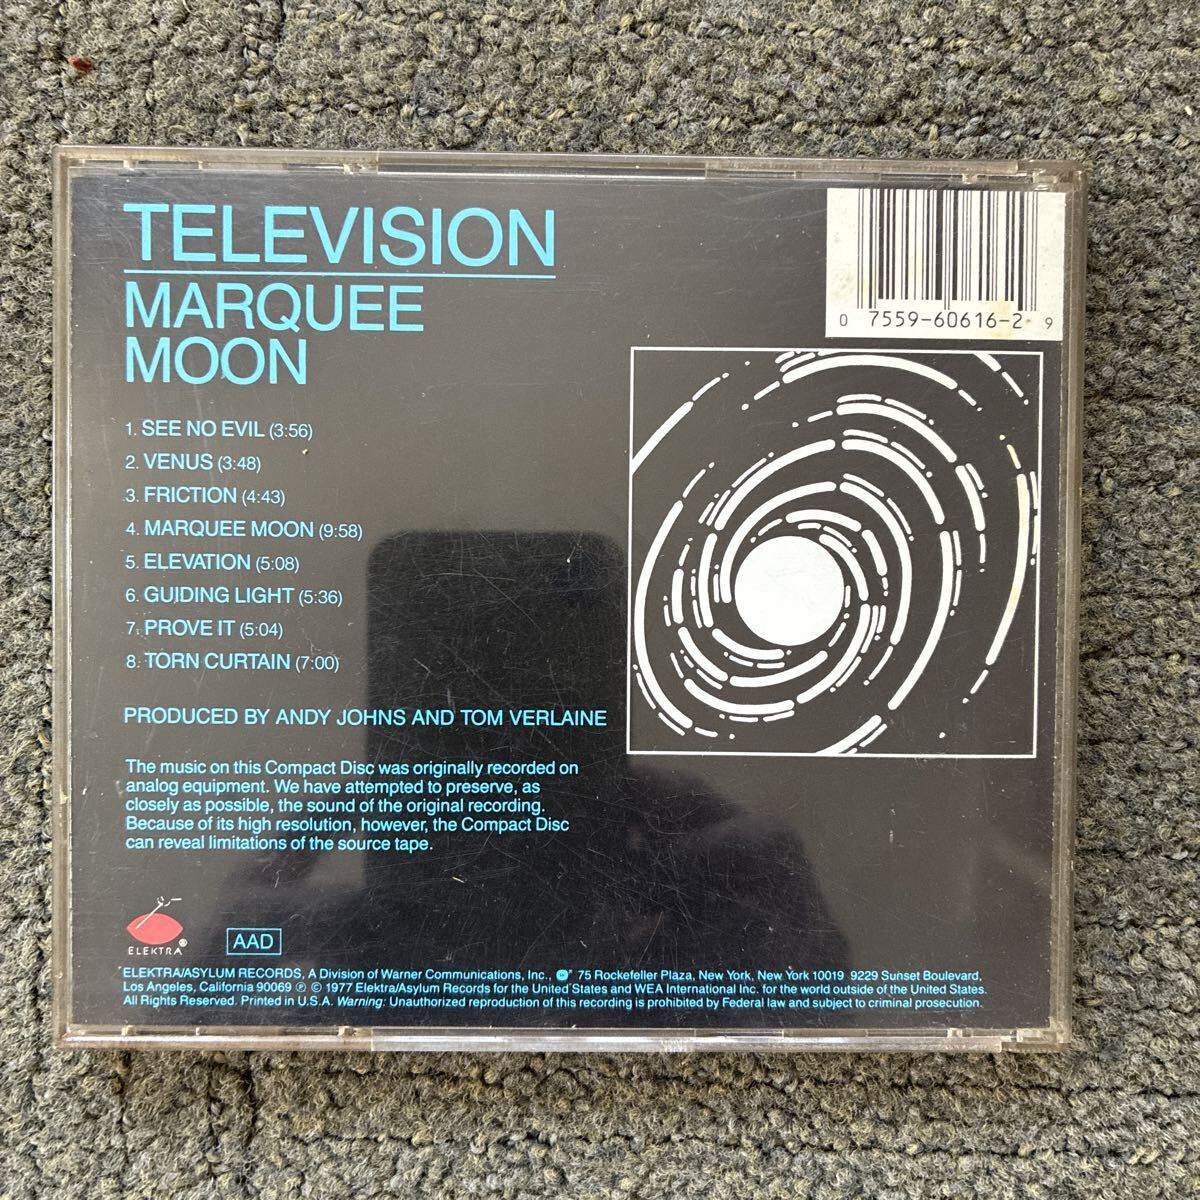 TELEVISION
MARQUEE
MOON
0 7559-60616-2 9
1. SEE NO EVIL (3:56)
2. VENUS (3:48)
3. FRICTION (4:43)
4. MARQUEE MOON (9:58)
5. ELEVATION (5:08)
6. GUIDING LIGHT (5:36)
7. PROVE IT (5:04)
8. TORN CURTAIN (7:00)
PRODUCED BY ANDY JOHNS AND TOM VERLAINE
The music on this Compact Disc was originally recorded on
analog equipment. We have attempted to preserve, as
closely as possible, the sound of the original recording.
Because of its high resolution, however, the Compact Disc
can reveal limitations of the source tape.
ELEKTRA®
AAD
ELEKTRA/ASYLUM RECORDS, A Division of Warner Communications, Inc., 75 Rockefeller Plaza, New York, New York 10019 9229 Sunset Boulevard,
Los Angeles, California 90069 ℗ © 1977 Elektra/Asylum Records for the United States and WEA International Inc. for the world outside of the United States.
All Rights Reserved. Printed in U.S.A. Warning: Unauthorized reproduction of this recording is prohibited by Federal law and subject to criminal prosecution.